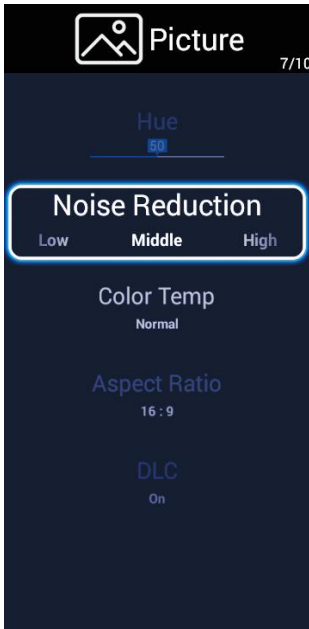 Picture
7/10
Hue
50
Noise Reduction
Low Middle High
Color Temp
Normal
Aspect Ratio
16 : 9
DLC
On